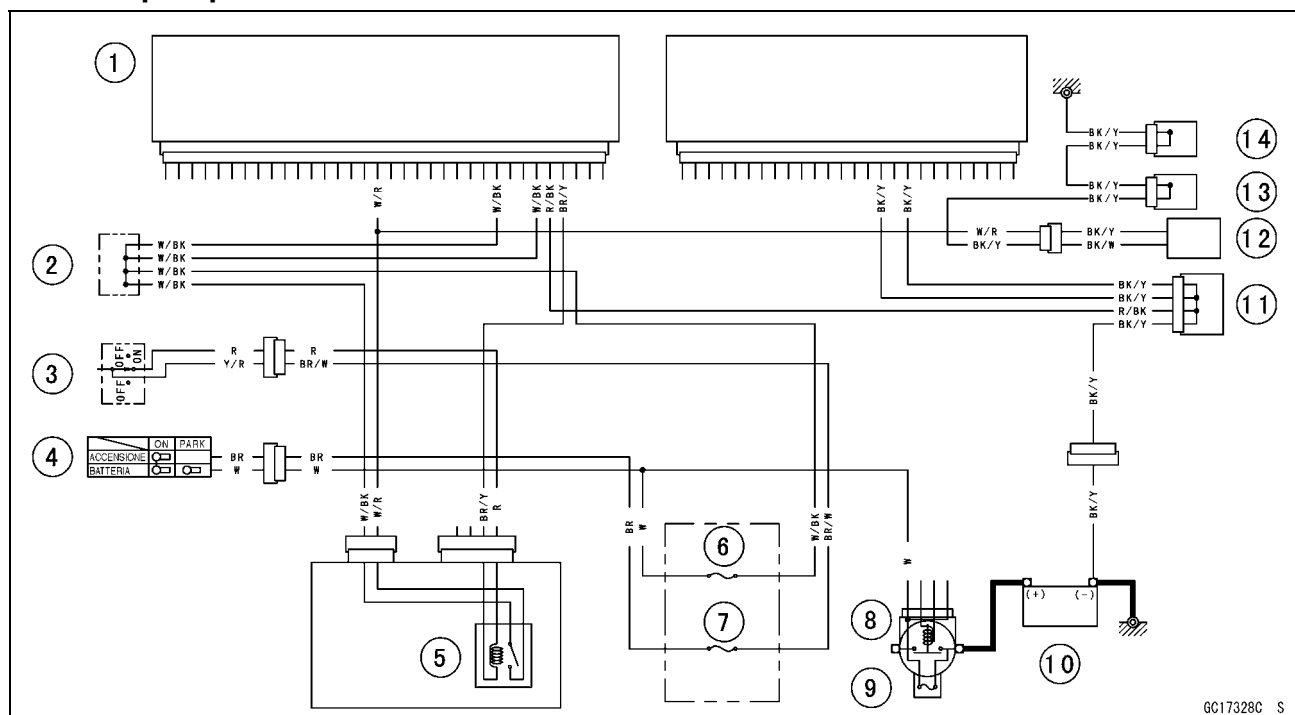 1
14
BK/Y
BK/Y
13
BK/Y
BK/Y
W/R
W/BK
W/BK
R/BK
BR/Y
BK/Y
BK/Y
12
W/R
BK/Y
BK/Y
BK/W
2
W/BK
W/BK
W/BK
W/BK
11
BK/Y
BK/Y
R/BK
BK/Y
3
OFF
ON
OFF
R
Y/R
R
BR/W
BK/Y
4
ON PARK
ACCENSIONE
BATTERIA
BR
W
BR
W
BK/Y
W/BK
W/R
BR/Y
R
BR
W
W/BK
BR/W
W
6
7
5
8
9
(+) (-)
10
GC17328C S